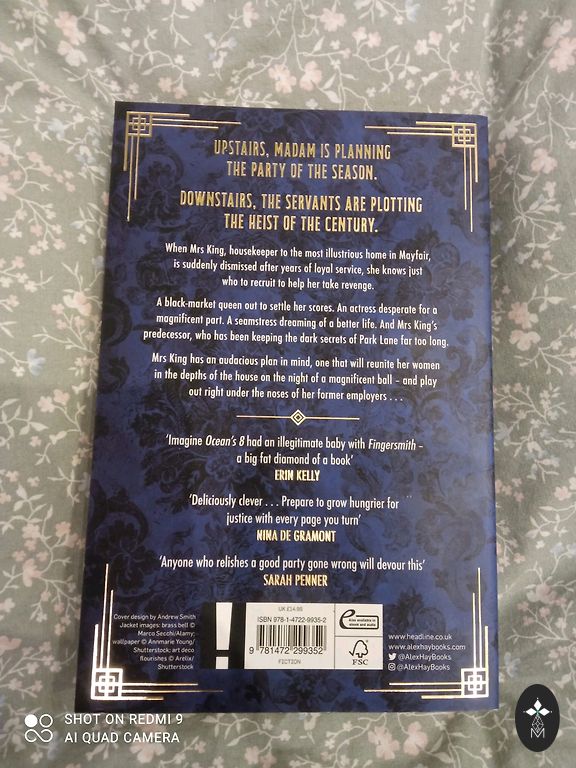 UPSTAIRS, MADAM IS PLANNING
THE PARTY OF THE SEASON.
DOWNSTAIRS, THE SERVANTS ARE PLOTTING
THE HEIST OF THE CENTURY.
When Mrs King, housekeeper to the most illustrious home in Mayfair,
is suddenly dismissed after years of loyal service, she knows just
who to recruit to help her take revenge.
A black-market queen out to settle her scores. An actress desperate for a
magnificent part. A seamstress dreaming of a better life. And Mrs King's
predecessor, who has been keeping the dark secrets of Park Lane far too long.
Mrs King has an audacious plan in mind, one that will reunite her women
in the depths of the house on the night of a magnificent ball – and play
out right under the noses of her former employers . . .
'Imagine Ocean's 8 had an illegitimate baby with Fingersmith –
a big fat diamond of a book'
ERIN KELLY
'Deliciously clever . . . Prepare to grow hungrier for
justice with every page you turn'
NINA DE GRAMONT
'Anyone who relishes a good party gone wrong will devour this'
SARAH PENNER
Cover design by Andrew Smith
Jacket images: brass bell ©
Marco Secchi/Alamy;
wallpaper © Annmarie Young/
Shutterstock; art deco
flourishes © Arelix/
Shutterstock
!
UK £14.99
ISBN 978-1-4722-9935-2
9 781472 299352
FICTION
e
Also available in
ebook and audio
FSC
www.headline.co.uk
www.alexhaybooks.com
@AlexHayBooks
@AlexHayBooks
SHOT ON REDMI 9
AI QUAD CAMERA